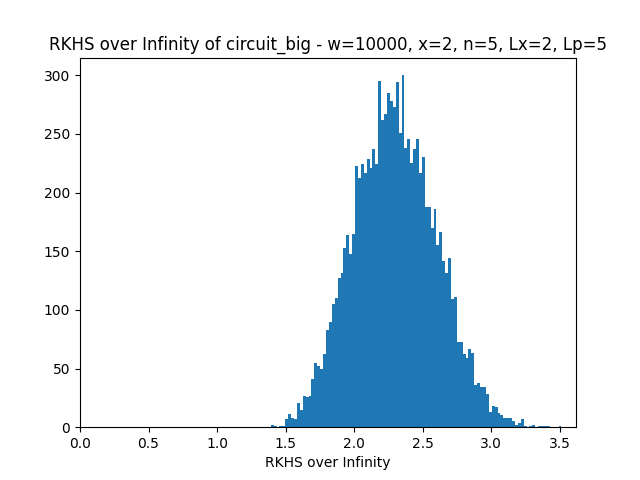 RKHS over Infinity of circuit_big - w=10000, x=2, n=5, Lx=2, Lp=5
300
250
200
150
100
50
0
0.0 0.5 1.0 1.5 2.0 2.5 3.0 3.5
RKHS over Infinity